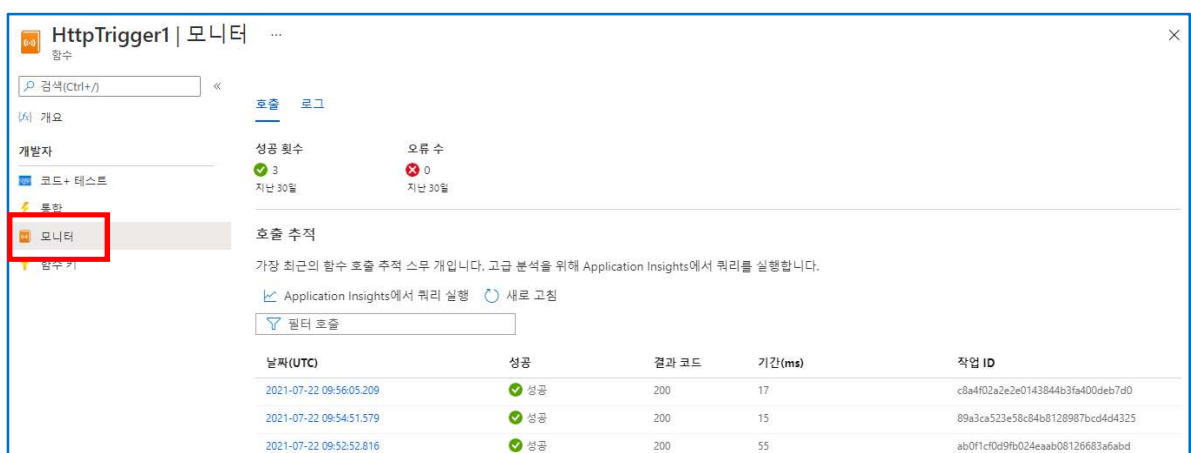 HttpTrigger1 | 모니터 ...
함수
검색(Ctrl+/)
«
개요
개발자
코드+ 테스트
통합
모니터
함수 키
호출 로그
성공 횟수 오류 수
3 0
지난 30일 지난 30일
호출 추적
가장 최근의 함수 호출 추적 스무 개입니다. 고급 분석을 위해 Application Insights에서 쿼리를 실행합니다.
Application Insights에서 쿼리 실행 새로 고침
필터 호출
날짜(UTC) 성공 결과 코드 기간(ms) 작업 ID
2021-07-22 09:56:05.209 성공 200 17 c8a4f02a2e2e0143844b3fa400deb7d0
2021-07-22 09:54:51.579 성공 200 15 89a3ca523e58c84b8128987bcd4d4325
2021-07-22 09:52:52.816 성공 200 55 ab0f1cf0d9fb024eaab08126683a6abd